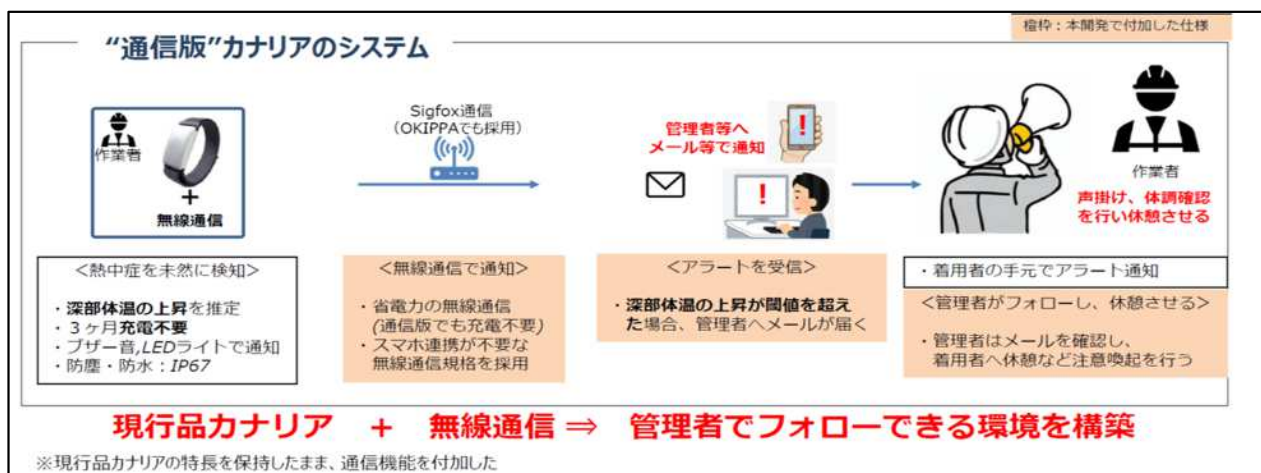 橙枠：本開発で付加した仕様
“通信版”カナリアのシステム
作業者
+
無線通信
Sigfox通信
（OKIPPAでも採用）
管理者等へ
メール等で通知
!
!
作業者
声掛け、体調確認
を行い休憩させる
＜熱中症を未然に検知＞
・深部体温の上昇を推定
・３ヶ月充電不要
・ブザー音,LEDライトで通知
・防塵・防水：IP67
＜無線通信で通知＞
・省電力の無線通信
(通信版でも充電不要)
・スマホ連携が不要な
無線通信規格を採用
＜アラートを受信＞
・深部体温の上昇が閾値を超え
た場合、管理者へメールが届く
・着用者の手元でアラート通知
＜管理者がフォローし、休憩させる＞
・管理者はメールを確認し、
着用者へ休憩など注意喚起を行う
現行品カナリア ＋ 無線通信 ⇒ 管理者でフォローできる環境を構築
※現行品カナリアの特長を保持したまま、通信機能を付加した